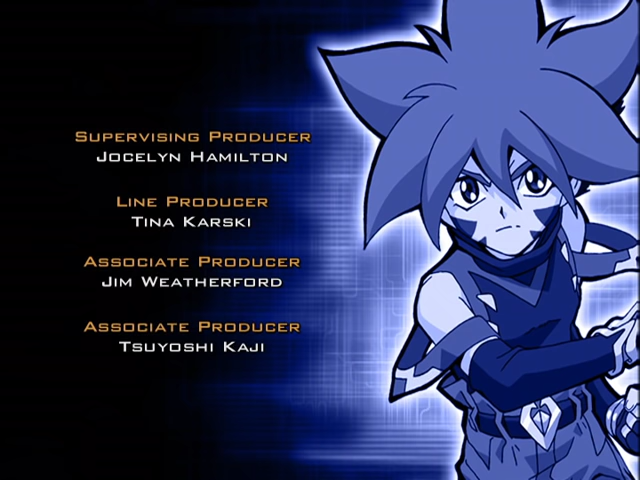 Supervising Producer
Jocelyn Hamilton
Line Producer
Tina Karski
Associate Producer
Jim Weatherford
Associate Producer
Tsuyoshi Kaji